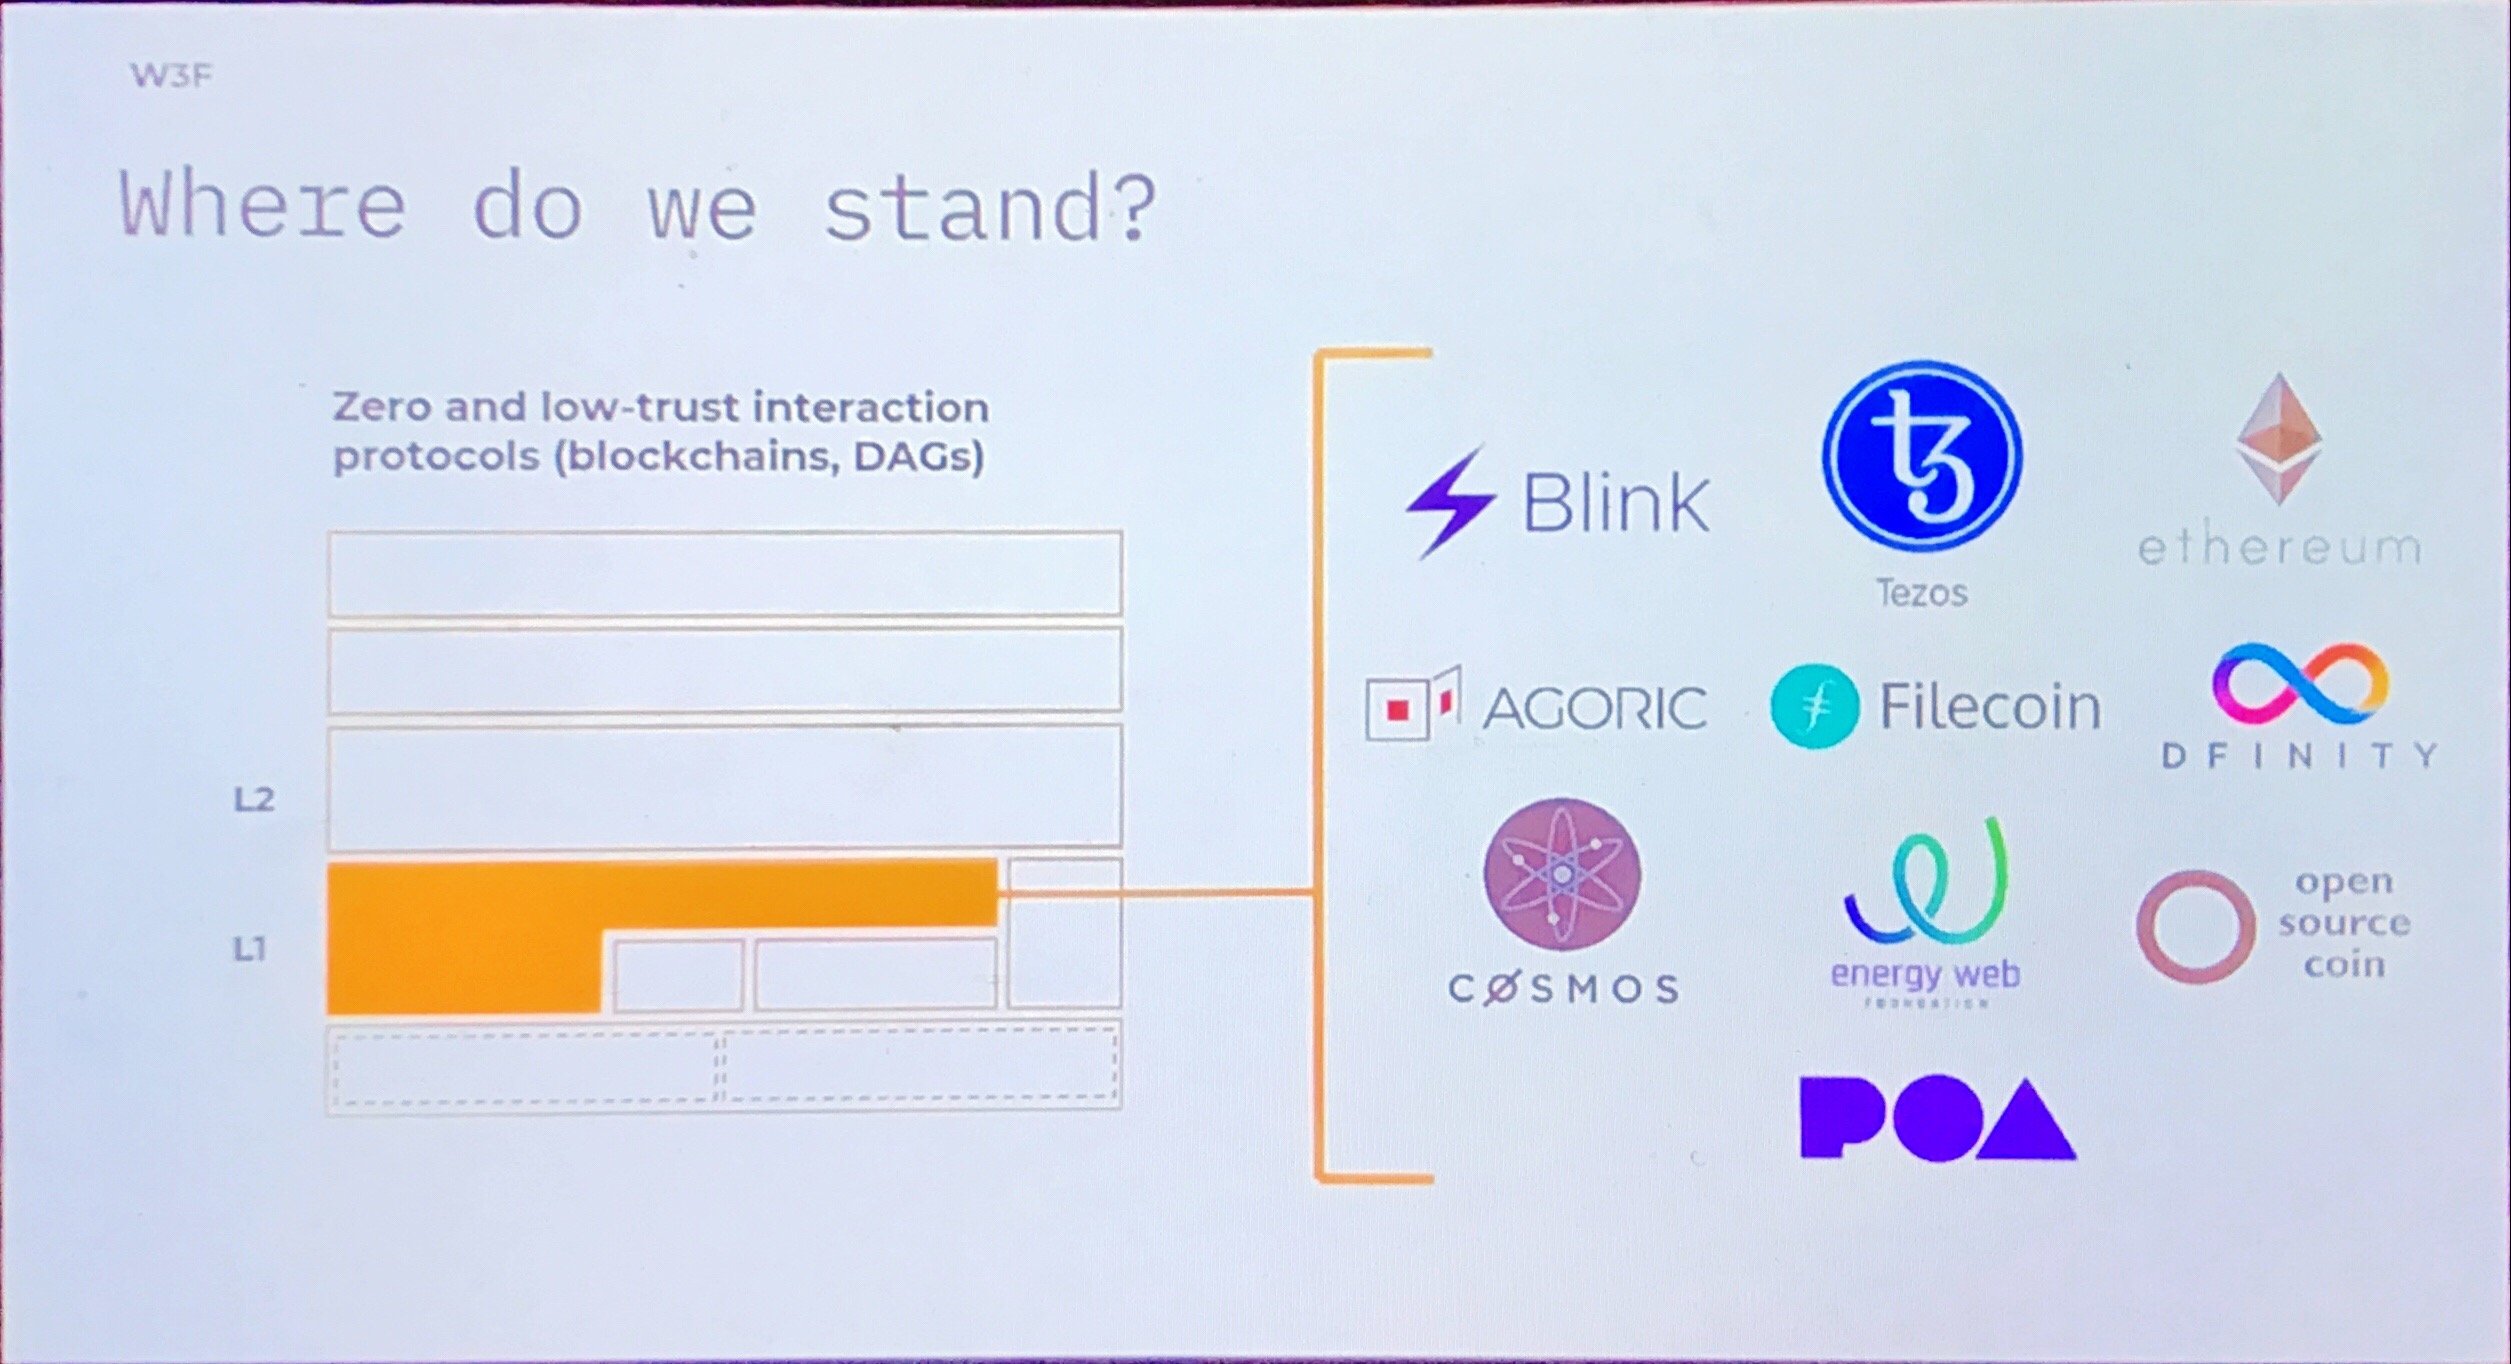 W3F
Where do we stand?
Zero and low-trust interaction
protocols (blockchains, DAGs)
L2
L1
Blink
Tezos
ethereum
AGORIC
Filecoin
DFINITY
CØSMOS
energy web
FOUNDATION
open
source
coin
POA